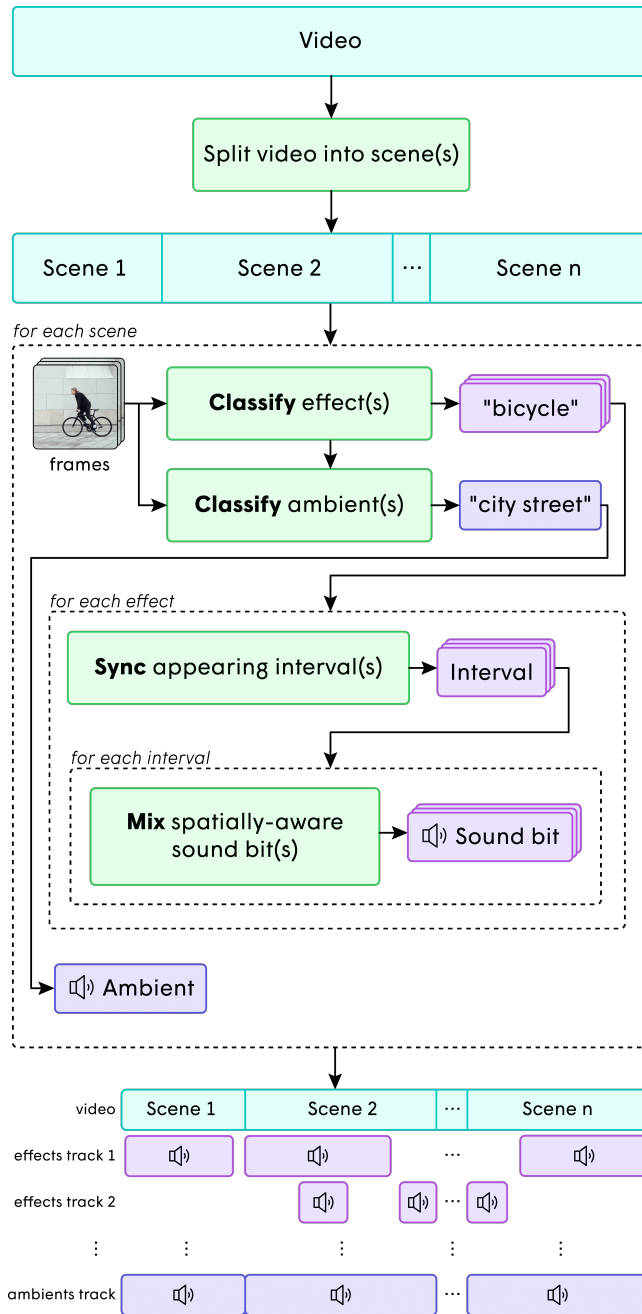 Video
Split video into scene(s)
Scene 1 Scene 2 ... Scene n
for each scene
Classify effect(s)
"bicycle"
frames
Classify ambient(s)
"city street"
for each effect
Sync appearing interval(s)
Interval
for each interval
Mix spatially-aware
sound bit(s)
Sound bit
Ambient
video Scene 1 Scene 2 ... Scene n
effects track 1 ...
effects track 2 ...
ambients track ...